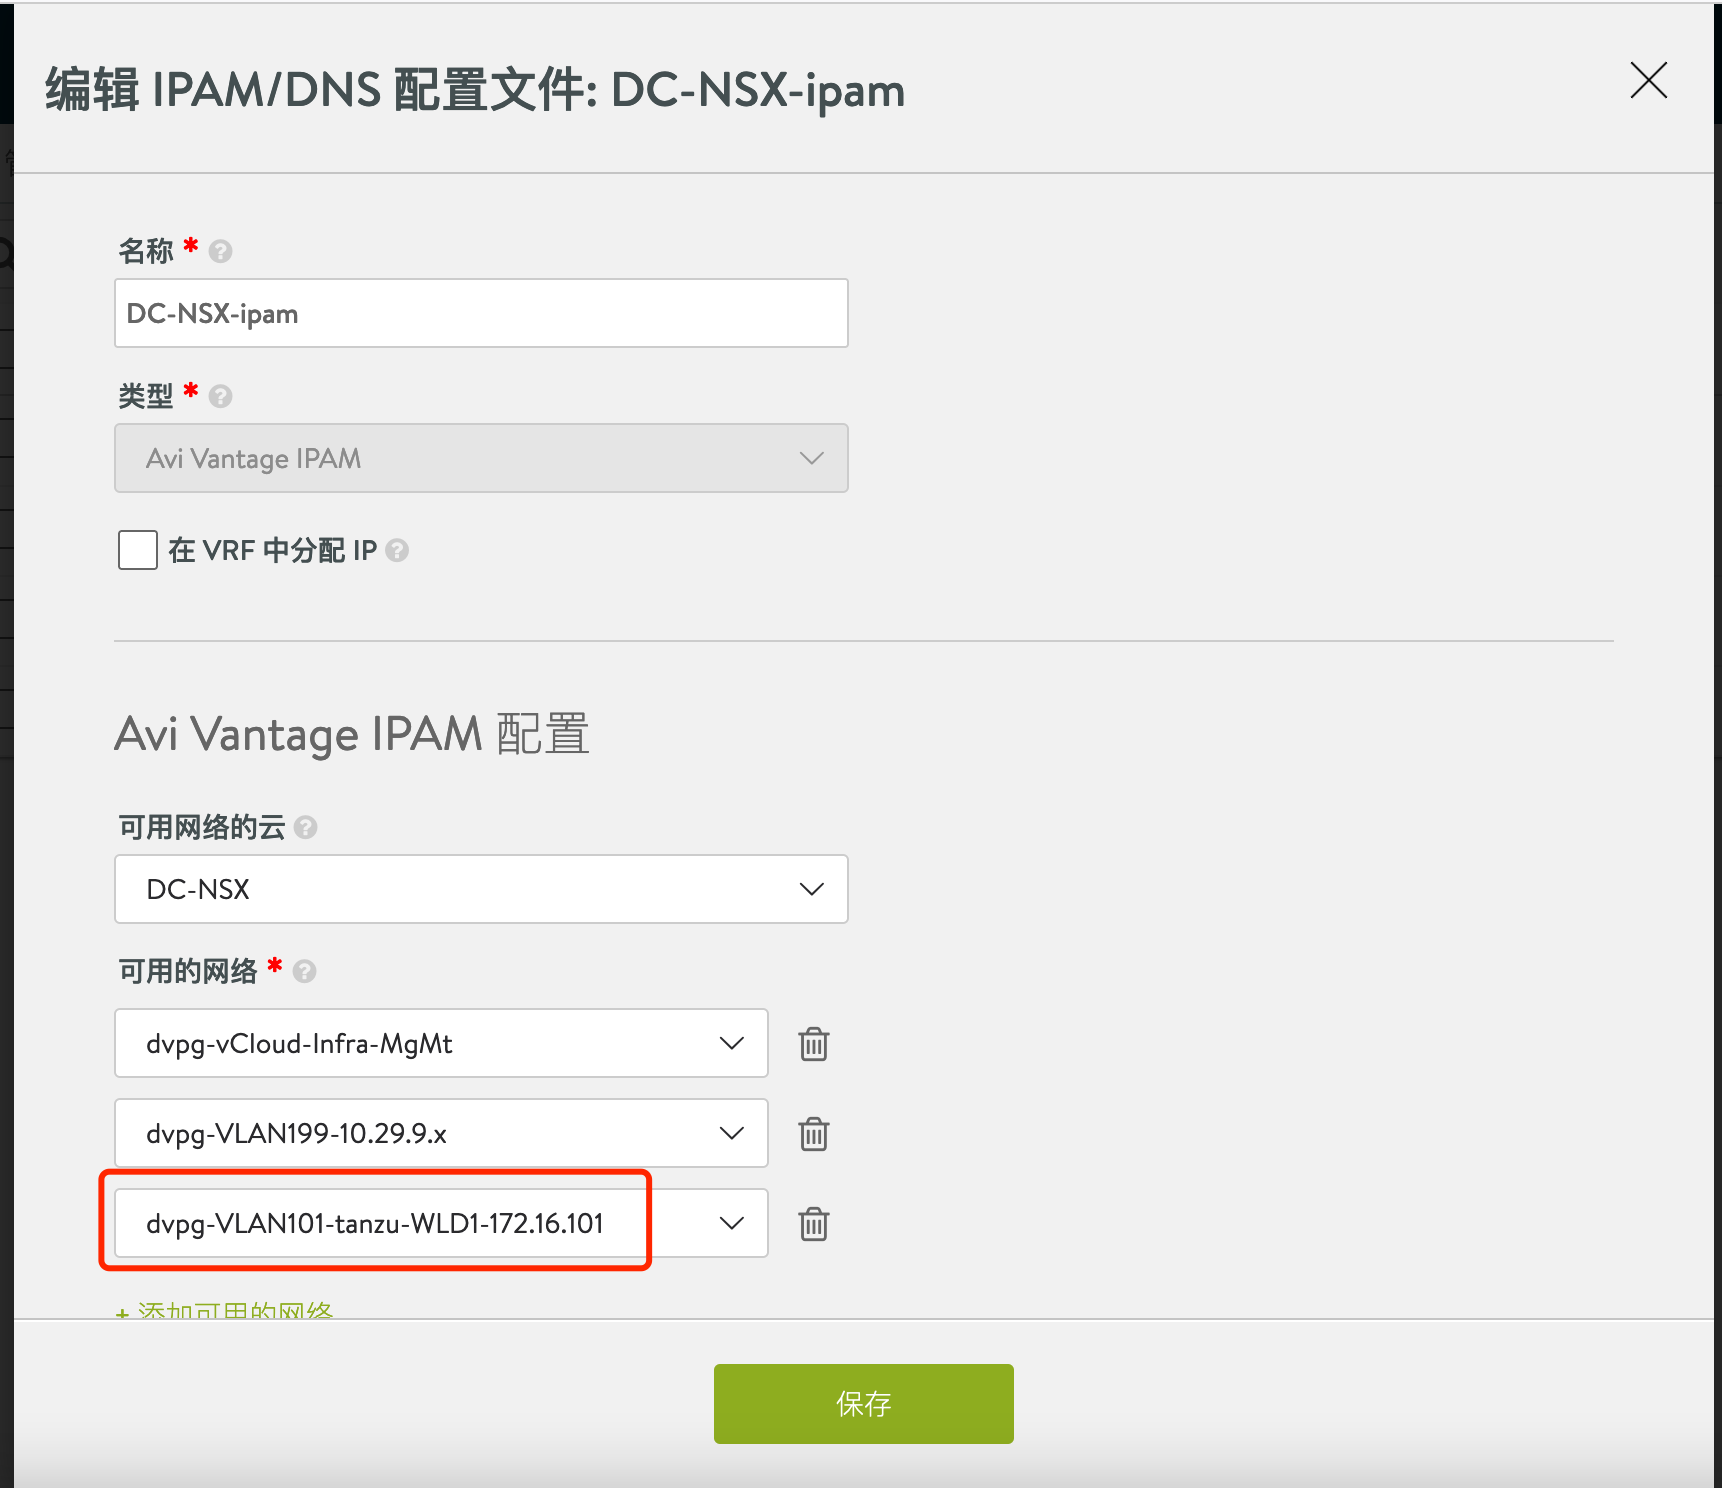 编辑 IPAM/DNS 配置文件: DC-NSX-ipam
名称 *
DC-NSX-ipam
类型 *
Avi Vantage IPAM
在 VRF 中分配 IP
Avi Vantage IPAM 配置
可用网络的云
DC-NSX
可用的网络 *
dvpg-vCloud-Infra-MgMt
dvpg-VLAN199-10.29.9.x
dvpg-VLAN101-tanzu-WLD1-172.16.101
+ 添加可用的网络
保存